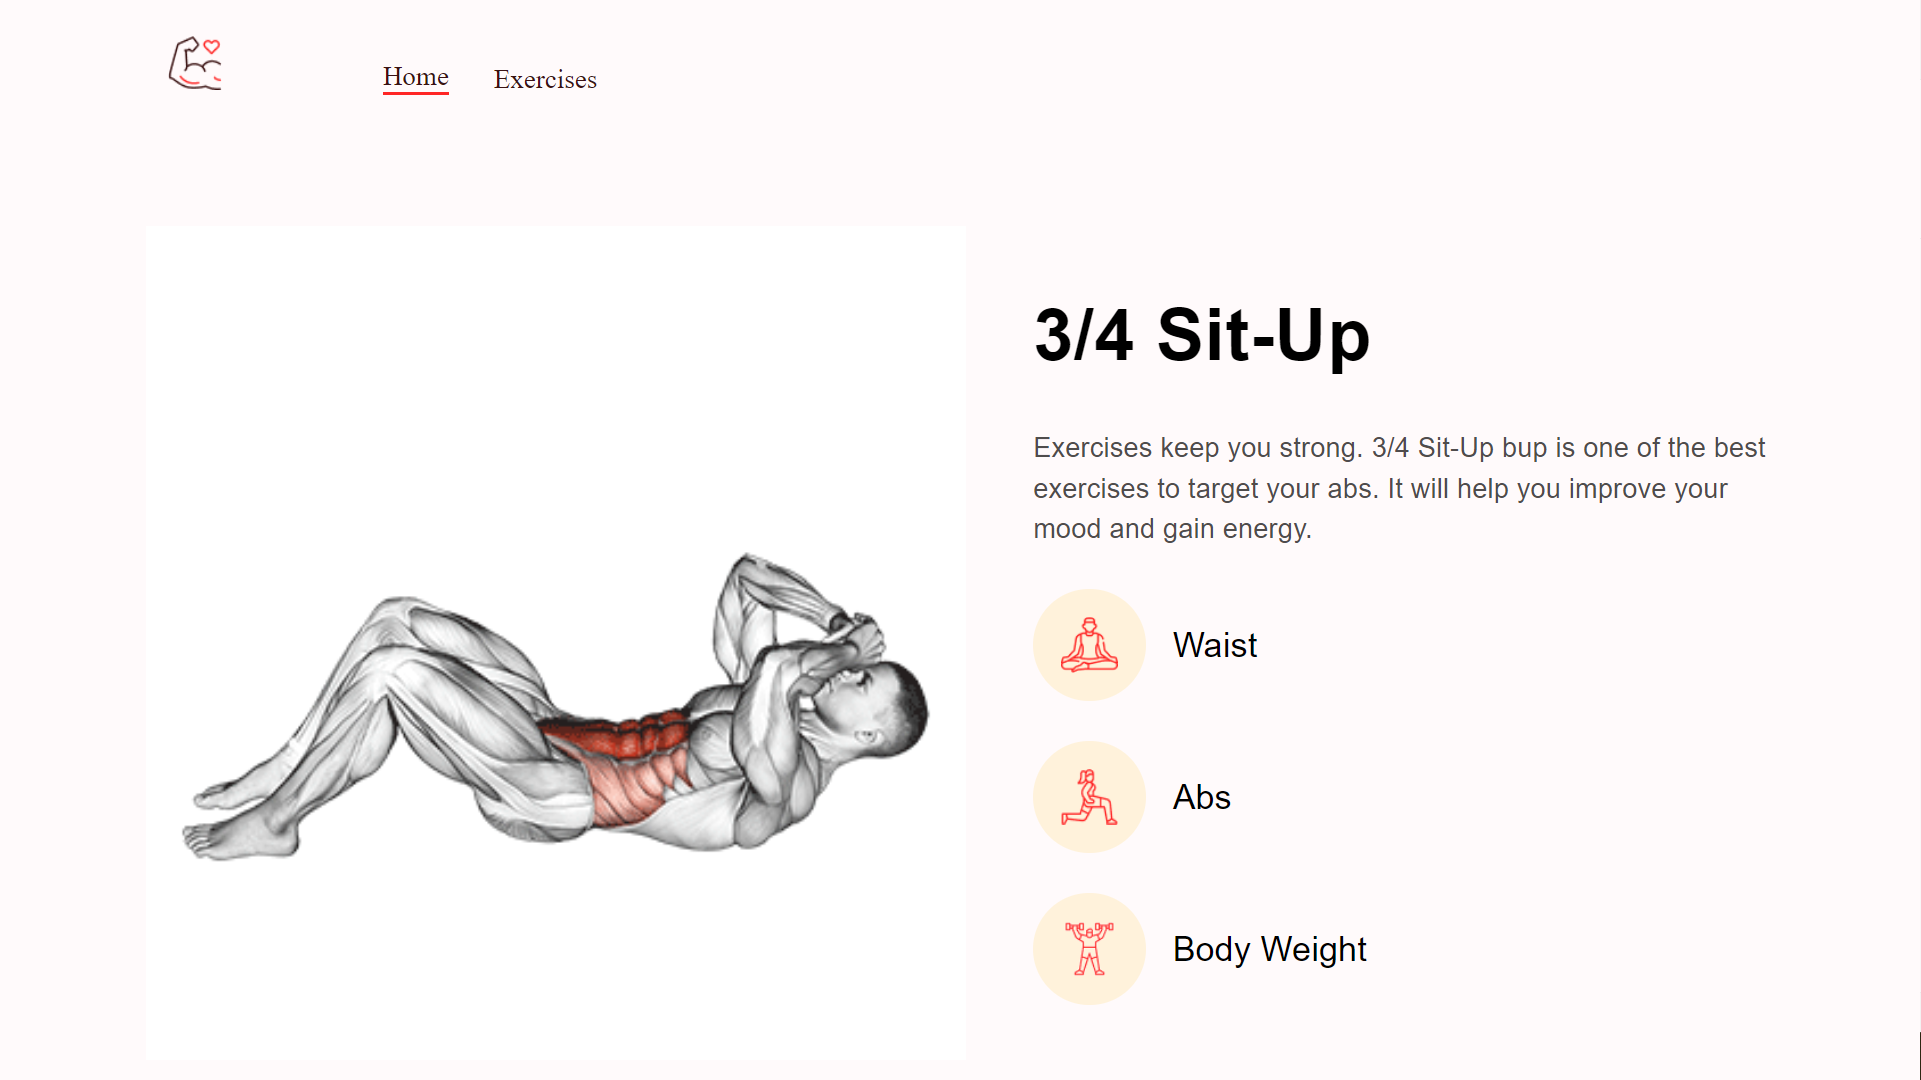 Home
Exercises
3/4 Sit-Up
Exercises keep you strong. 3/4 Sit-Up bup is one of the best
exercises to target your abs. It will help you improve your
mood and gain energy.
Waist
Abs
Body Weight